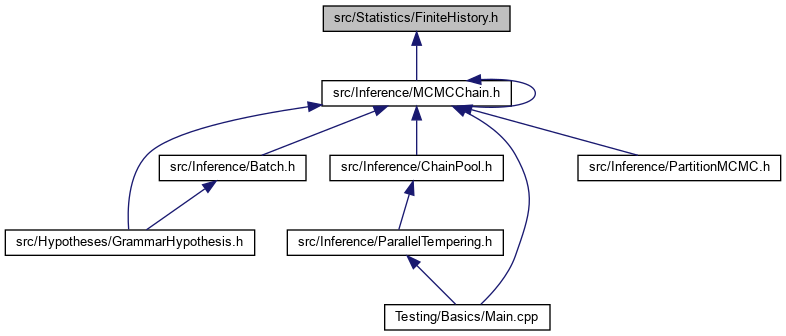 src/Statistics/FiniteHistory.h
src/Inference/MCMCChain.h
src/Inference/Batch.h
src/Inference/ChainPool.h
src/Inference/PartitionMCMC.h
src/Hypotheses/GrammarHypothesis.h
src/Inference/ParallelTempering.h
Testing/Basics/Main.cpp